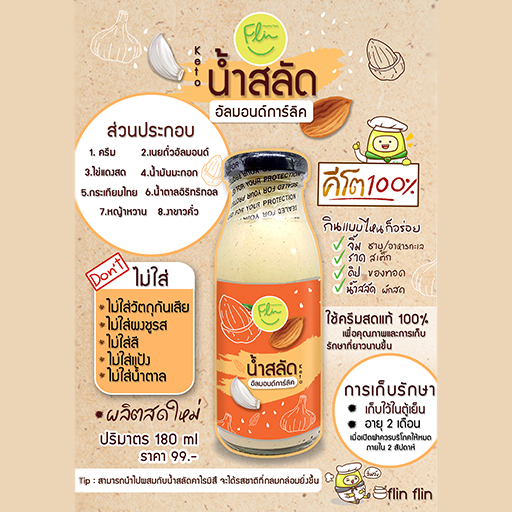 Flin
Keto
น้ำสลัด
อัลมอนด์การ์ลิค
ส่วนประกอบ
1. ครีม 2.เนยถั่วอัลมอนด์
3.ไข่แดงสด 4.น้ำมันมะกอก
5.กระเทียมไทย 6.น้ำตาลอิริทริทอล
7.หญ้าหวาน 8.งาขาวคั่ว
คีโต100%
กินแบบไหนก็อร่อย
จิ้ม ชาบู/อาหารทะเล
ราด สเต็ก
ดิป ของทอด
น้ำสลัด ผักสด
Don't
ไม่ใส่
•ไม่ใส่วัตถุกันเสีย
•ไม่ใส่ผงชูรส
•ไม่ใส่สี
•ไม่ใส่แป้ง
•ไม่ใส่น้ำตาล
ใช้ครีมสดแท้ 100%
เพื่อคุณภาพและการเก็บ
รักษาที่ยาวนานขึ้น
Flin
น้ำสลัด
Keto
อัลมอนด์การ์ลิค
•ผลิตสดใหม่
ปริมาตร 180 ml
ราคา 99.-
การเก็บรักษา
• เก็บไว้ในตู้เย็น
• อายุ 2 เดือน
เมื่อเปิดฝาควรบริโภคให้หมด
ภายใน 2 สัปดาห์
Tip : สามารถนำไปผสมกับน้ำสลัดคาโรมิสี จะได้รสชาติที่กลมกล่อมยิ่งขึ้น
flin flin